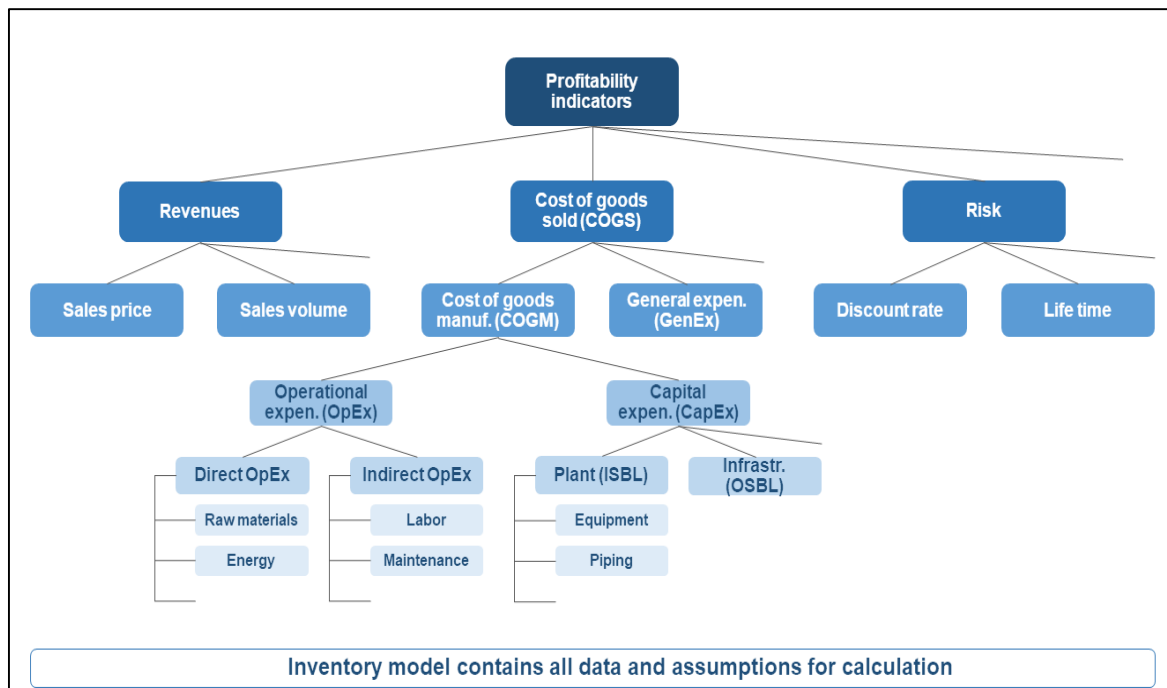 Profitability
indicators
Revenues
Cost of goods
sold (COGS)
Risk
Sales price
Sales volume
Cost of goods
manuf. (COGM)
General expen.
(GenEx)
Discount rate
Life time
Operational
expen. (OpEx)
Capital
expen. (CapEx)
Direct OpEx
Indirect OpEx
Plant (ISBL)
Infrastr.
(OSBL)
Raw materials
Labor
Equipment
Energy
Maintenance
Piping
Inventory model contains all data and assumptions for calculation